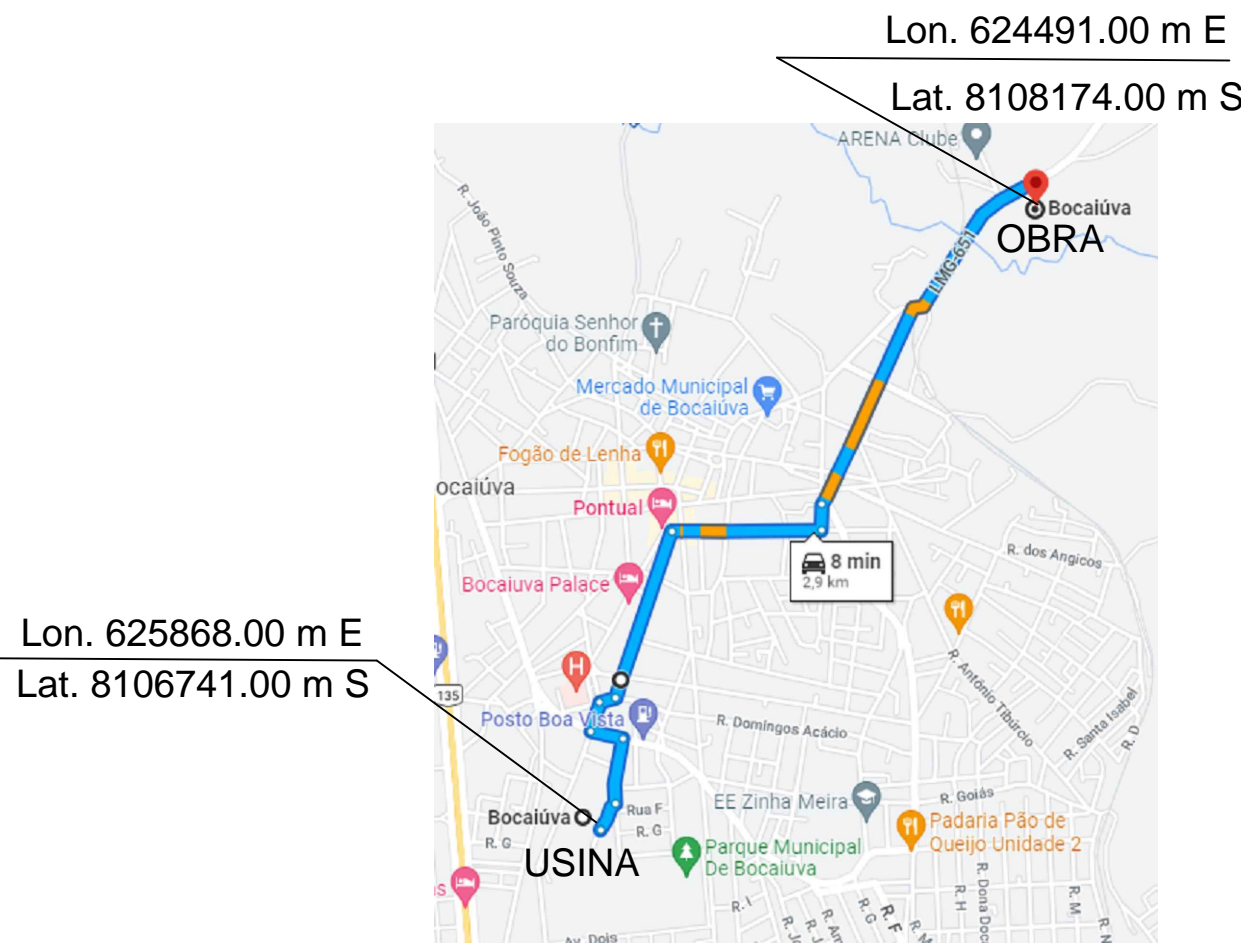 Lon. 624491.00 m E
Lat. 8108174.00 m S
ARENA Clube
R. João Pinto Souza
Bocaiúva
OBRA
LMG-651
Paróquia Senhor
do Bonfim
Mercado Municipal
de Bocaiúva
Fogão de Lenha
ocaiúva
Pontual
8 min
2,9 km
R. dos Angicos
Bocaiuva Palace
Lon. 625868.00 m E
Lat. 8106741.00 m S
H
135
Posto Boa Vista
R. Domingos Acácio
R. Antônio Tibúrcio
R. Santa Isabel
R. D
EE Zinha Meira
R. Goiás
Bocaiúva
Rua F
R. G
R. G
USINA
Padaria Pão de
Queijo Unidade 2
Parque Municipal
De Bocaiuva
R. I
R. G
R. F
R. H
R. M
Av. Dois